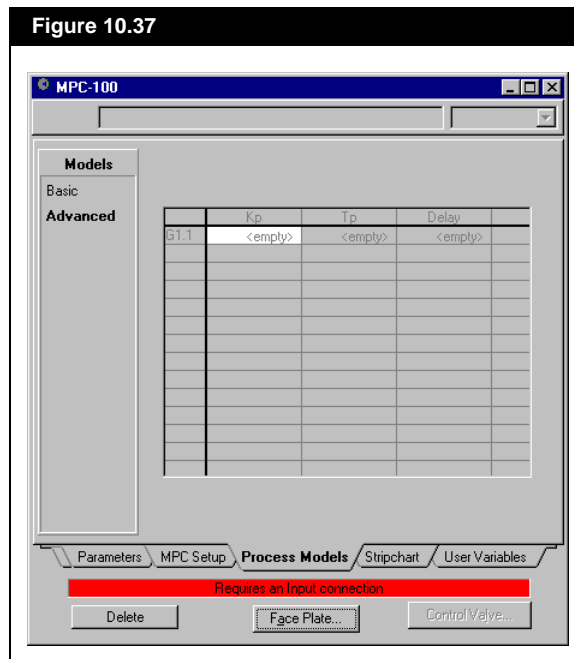 Figure 10.37
MPC-100
Models
Basic
Advanced
Kp Tp Delay
G1.1 <empty> <empty> <empty>
Parameters MPC Setup Process Models Stripchart User Variables
Requires an Input connection
Delete Face Plate... Control Valve...